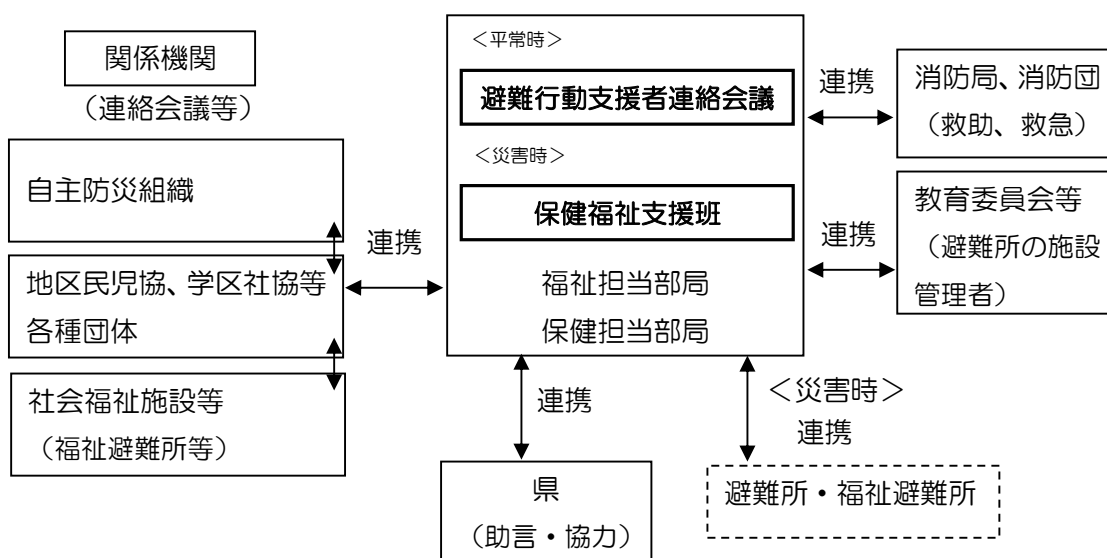 関係機関
（連絡会議等）
自主防災組織
地区民児協、学区社協等
各種団体
社会福祉施設等
（福祉避難所等）
連携
＜平常時＞
避難行動支援者連絡会議
＜災害時＞
保健福祉支援班
福祉担当部局
保健担当部局
連携
消防局、消防団
（救助、救急）
連携
教育委員会等
（避難所の施設
管理者）
連携
県
（助言・協力）
＜災害時＞
連携
避難所・福祉避難所